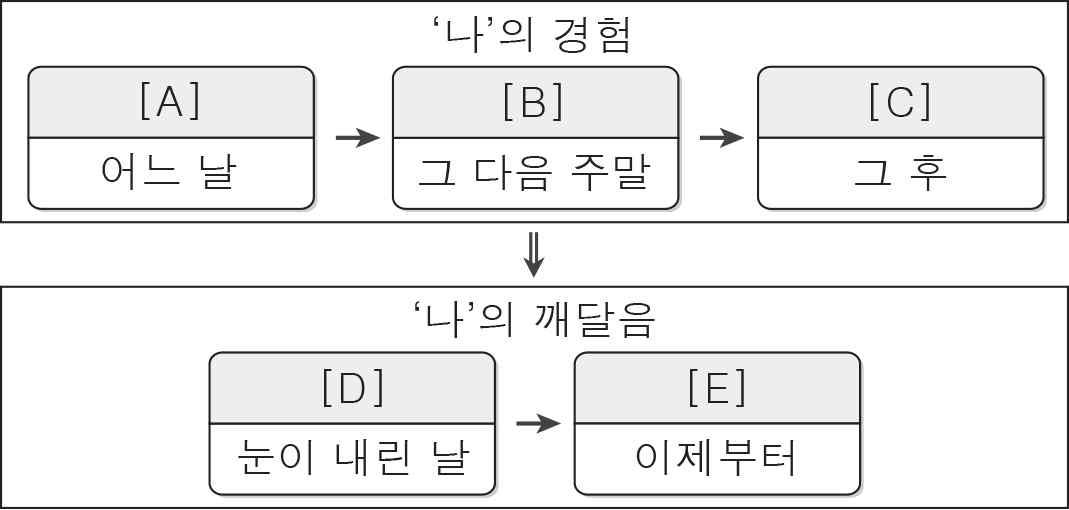 ‘나’의 경험
[A]
어느 날
[B]
그 다음 주말
[C]
그 후
‘나’의 깨달음
[D]
눈이 내린 날
[E]
이제부터